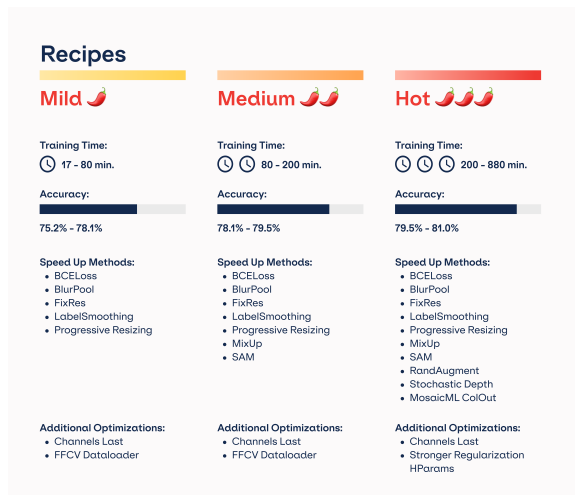 Recipes
Mild
Training Time:
17 - 80 min.
Accuracy:
75.2% - 78.1%
Speed Up Methods:
• BCELoss
• BlurPool
• FixRes
• LabelSmoothing
• Progressive Resizing
Additional Optimizations:
• Channels Last
• FFCV Dataloader
Medium
Training Time:
80 - 200 min.
Accuracy:
78.1% - 79.5%
Speed Up Methods:
• BCELoss
• BlurPool
• FixRes
• LabelSmoothing
• Progressive Resizing
• MixUp
• SAM
Additional Optimizations:
• Channels Last
• FFCV Dataloader
Hot
Training Time:
200 - 880 min.
Accuracy:
79.5% - 81.0%
Speed Up Methods:
• BCELoss
• BlurPool
• FixRes
• LabelSmoothing
• Progressive Resizing
• MixUp
• SAM
• RandAugment
• Stochastic Depth
• MosaicML ColOut
Additional Optimizations:
• Channels Last
• Stronger Regularization
HParams